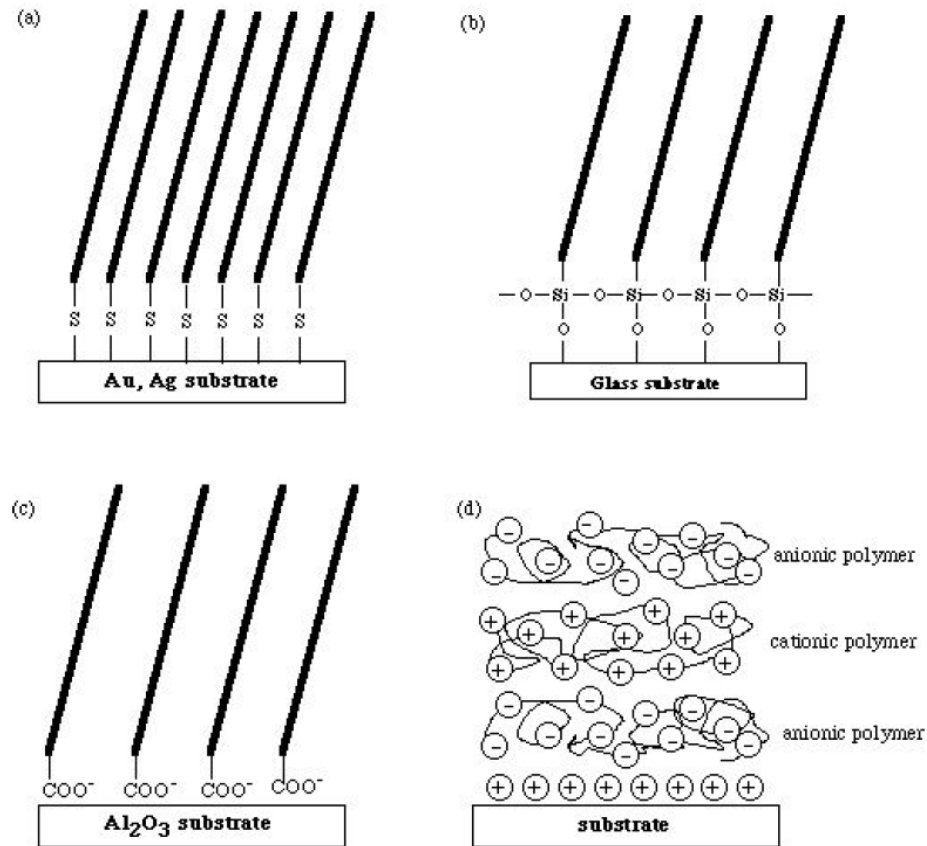 (a)
S S S S S S S
Au, Ag substrate
(b)
O Si O Si O Si O Si
O O O O
Glass substrate
(c)
COO⁻ COO⁻ COO⁻ COO⁻
Al₂O₃ substrate
(d)
− − − − − − − − − −
anionic polymer
+ + + + + + + + + + +
cationic polymer
− − − − − − − − − −
anionic polymer
+ + + + + + + +
substrate